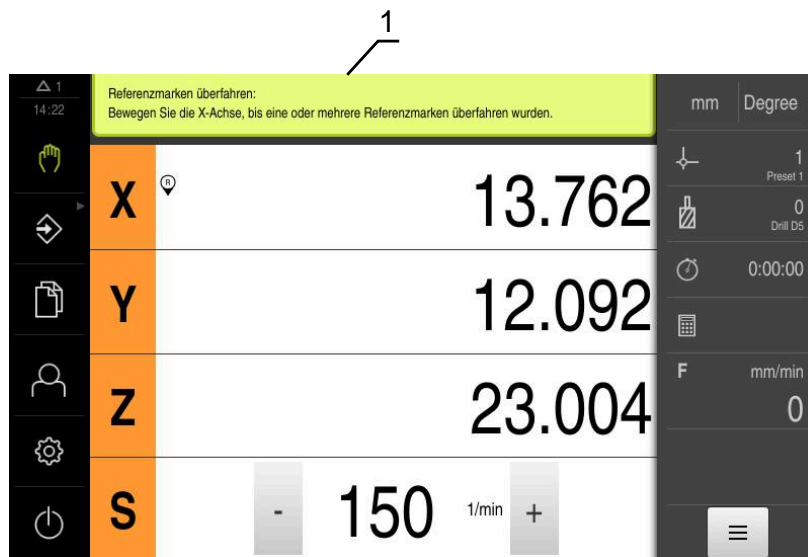 1
1
14:22
Referenzmarken überfahren:
Bewegen Sie die X-Achse, bis eine oder mehrere Referenzmarken überfahren wurden.
mm Degree
X R 13.762
1
Preset 1
0
Drill D5
Y 12.092
0:00:00
Z 23.004
F mm/min
0
S - 150 1/min +